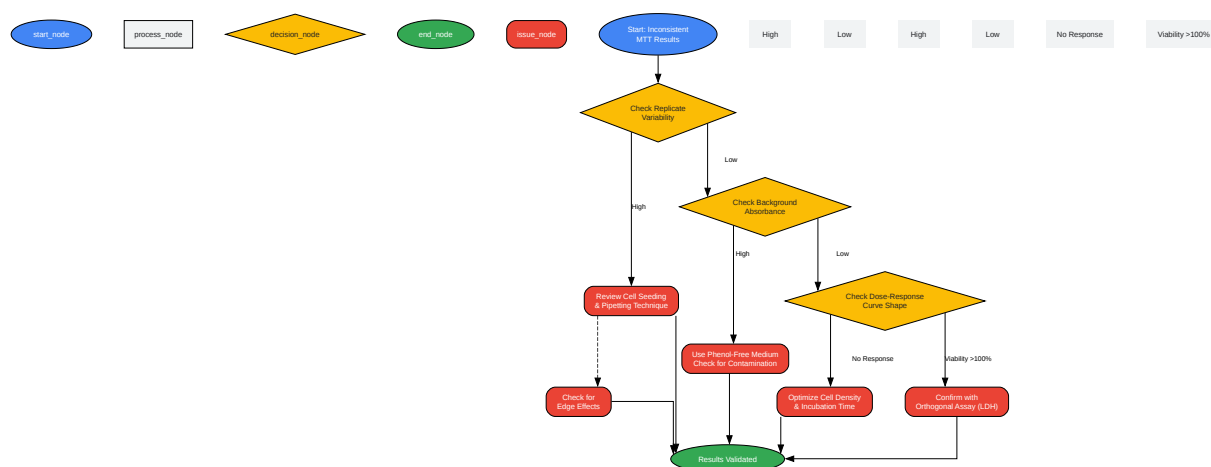 start_node
process_node
decision_node
end_node
issue_node
Start: Inconsistent
MTT Results
High
Low
High
Low
No Response
Viability >100%
Check Replicate
Variability
Low
Check Background
Absorbance
High
High
Low
Check Dose-Response
Curve Shape
Review Cell Seeding
& Pipetting Technique
Use Phenol-Free Medium
Check for Contamination
No Response
Viability >100%
Check for
Edge Effects
Optimize Cell Density
& Incubation Time
Confirm with
Orthogonal Assay (LDH)
Results Validated